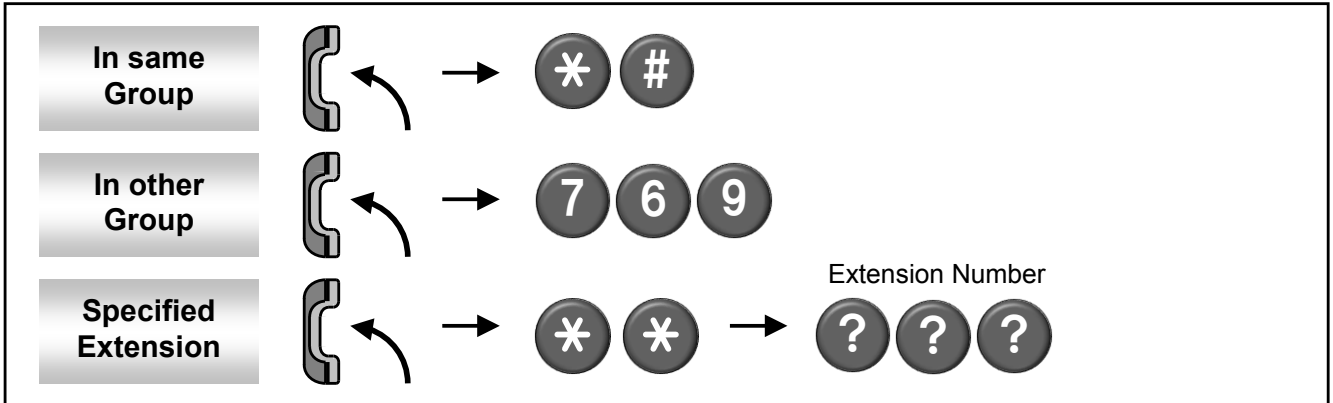 In same
Group
* #
In other
Group
7 6 9
Extension Number
Specified
Extension
* *
? ? ?